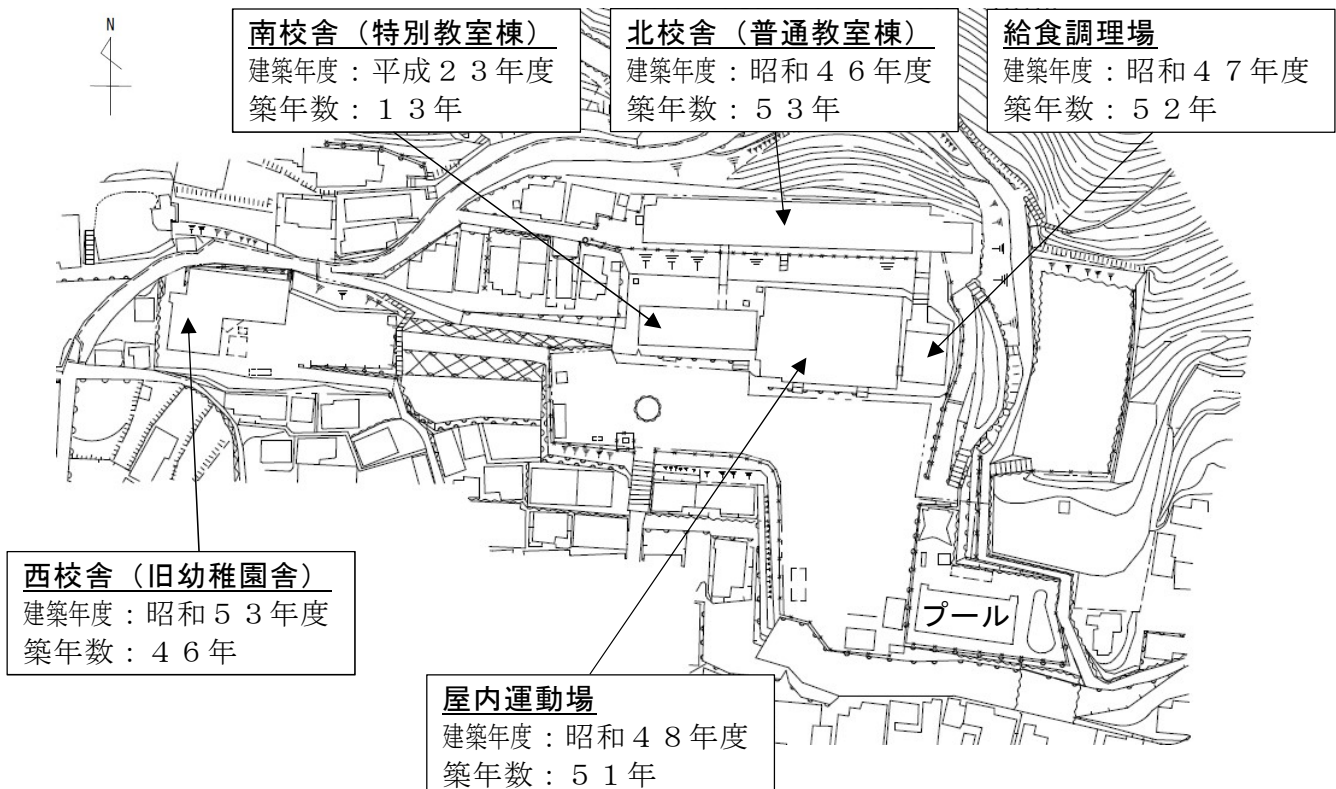 N
南校舎（特別教室棟）
建築年度：平成２３年度
築年数：１３年
北校舎（普通教室棟）
建築年度：昭和４６年度
築年数：５３年
給食調理場
建築年度：昭和４７年度
築年数：５２年
西校舎（旧幼稚園舎）
建築年度：昭和５３年度
築年数：４６年
プール
屋内運動場
建築年度：昭和４８年度
築年数：５１年